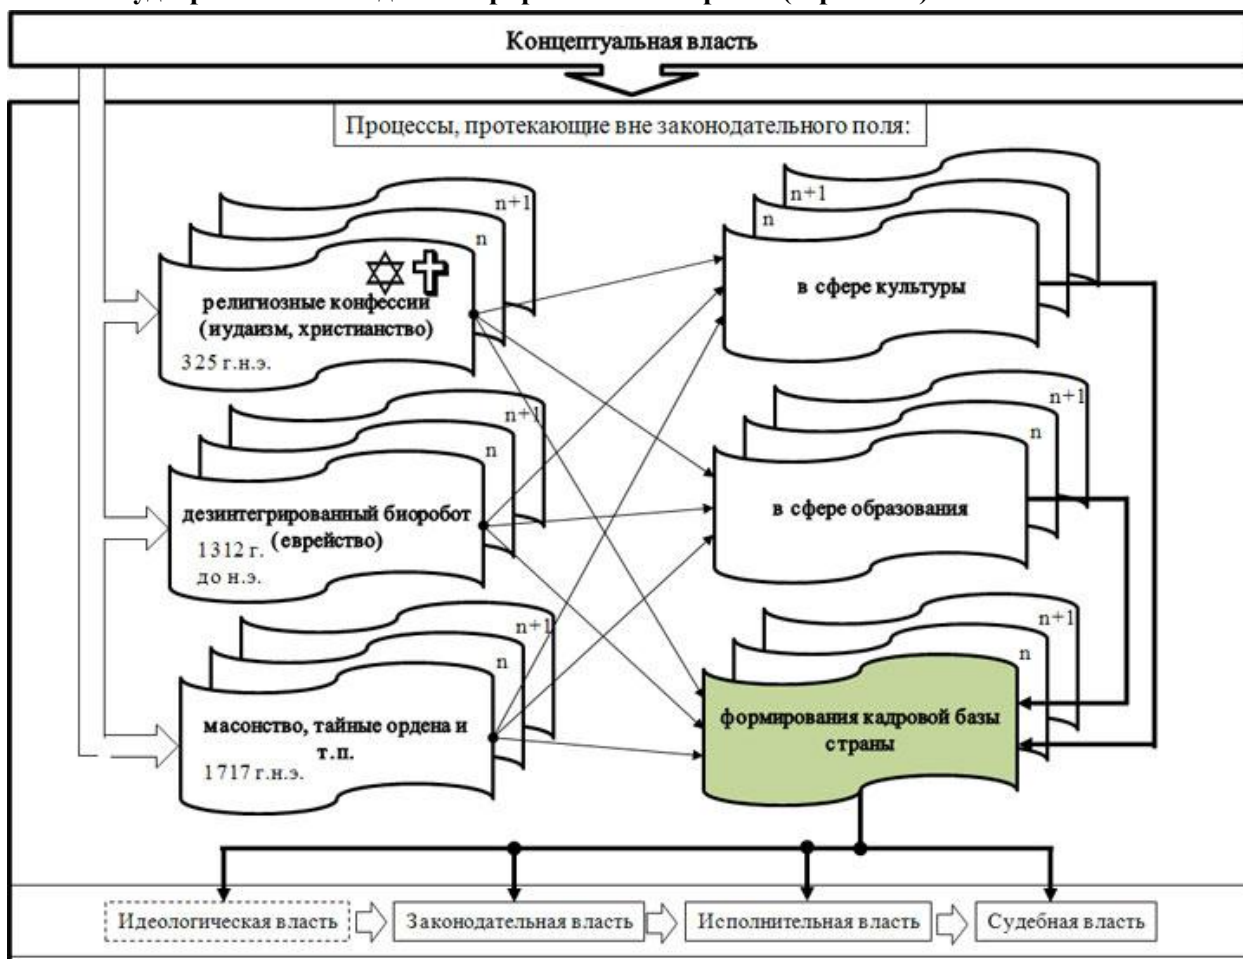 Концептуальная власть
Процессы, протекающие вне законодательного поля:
n+1
n
религиозные конфессии
(иудаизм, христианство)
325 г.н.э.
n+1
n
в сфере культуры
n+1
n
дезинтегрированный биоробот
(еврейство)
1312 г.
до н.э.
n+1
n
в сфере образования
n+1
n
масонство, тайные ордена и
т.п.
1717 г.н.э.
n+1
n
формирования кадровой базы
страны
Идеологическая власть
Законодательная власть
Исполнительная власть
Судебная власть